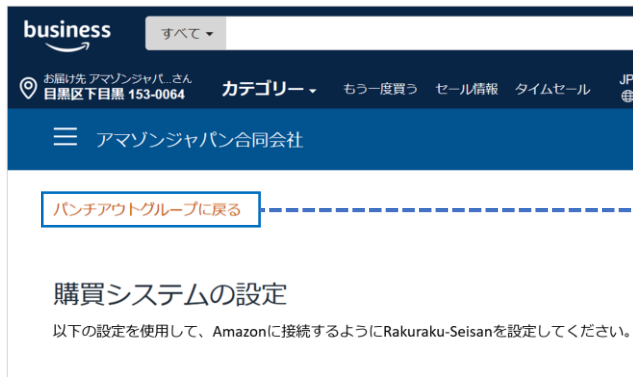 business
すべて
お届け先 アマゾンジャパ...さん
目黒区下目黒 153-0064
カテゴリー
もう一度買う
セール情報
タイムセール
JP
アマゾンジャパン合同会社
パンチアウトグループに戻る
購買システムの設定
以下の設定を使用して、Amazonに接続するようにRakuraku-Seisanを設定してください。